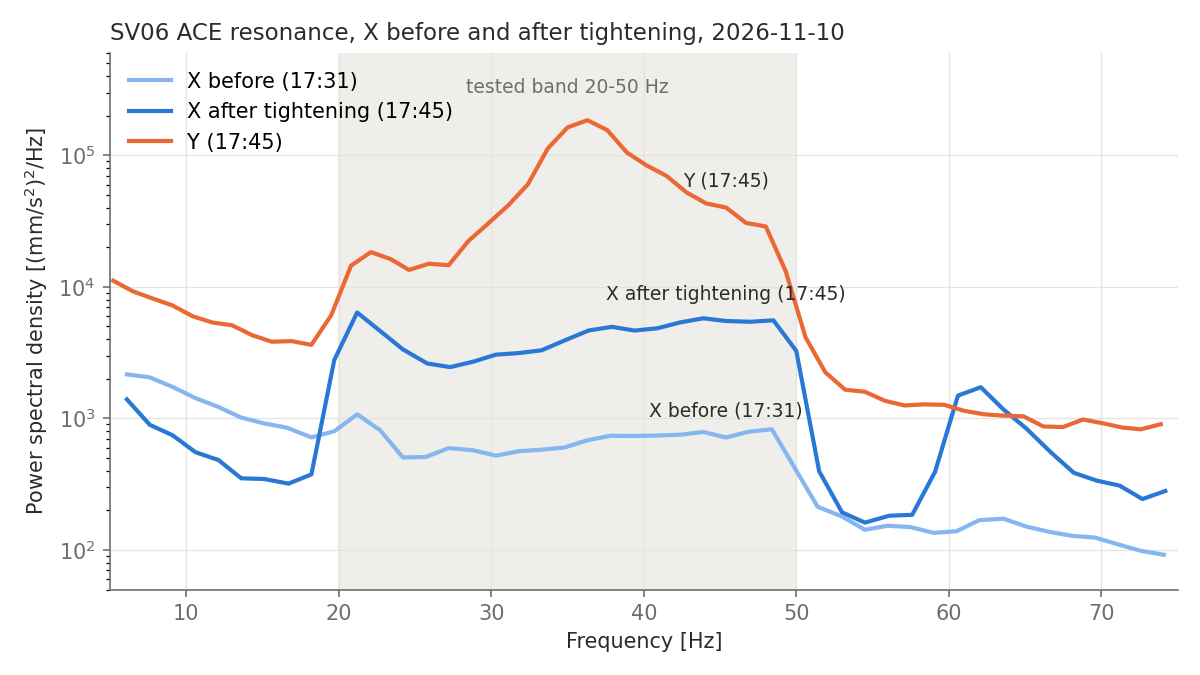 SV06 ACE resonance, X before and after tightening, 2026-11-10
X before (17:31)
X after tightening (17:45)
Y (17:45)
tested band 20-50 Hz
Y (17:45)
X after tightening (17:45)
X before (17:31)
Power spectral density [(mm/s²)²/Hz]
10⁵
10⁴
10³
10²
10 20 30 40 50 60 70
Frequency [Hz]